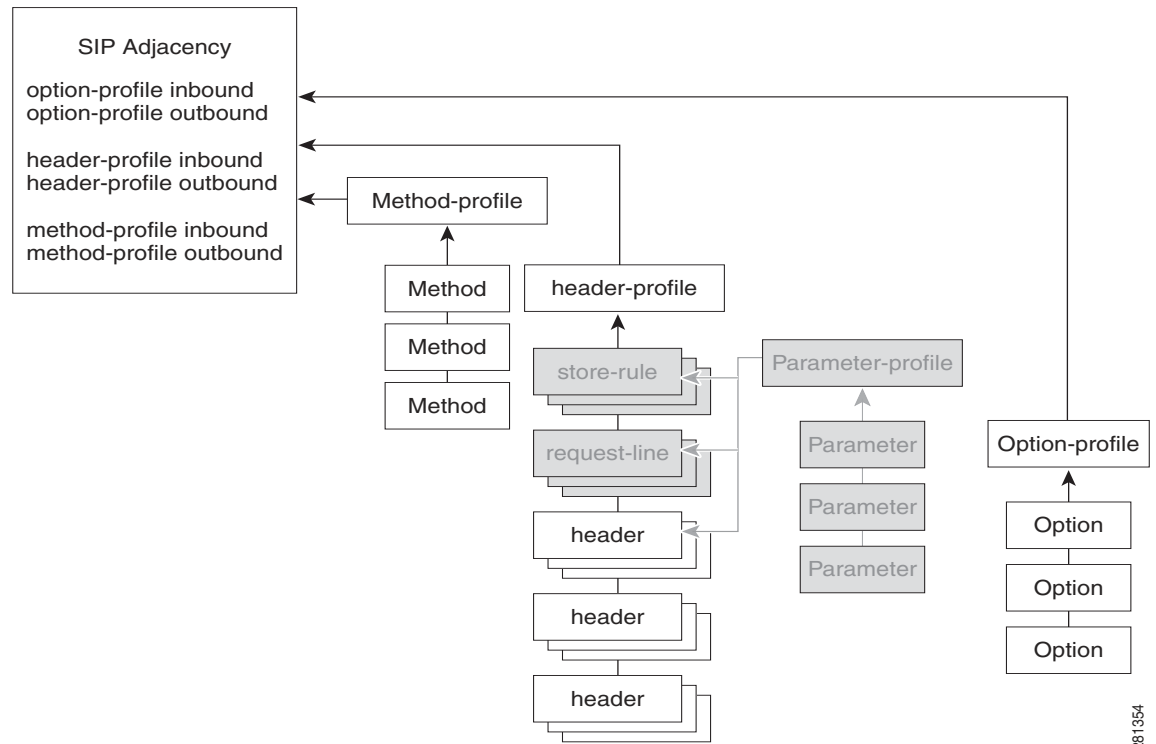 SIP Adjacency
option-profile inbound
option-profile outbound
header-profile inbound
header-profile outbound
method-profile inbound
method-profile outbound
Method-profile
Method
Method
Method
header-profile
store-rule
request-line
header
header
header
Parameter-profile
Parameter
Parameter
Parameter
Option-profile
Option
Option
Option
281354